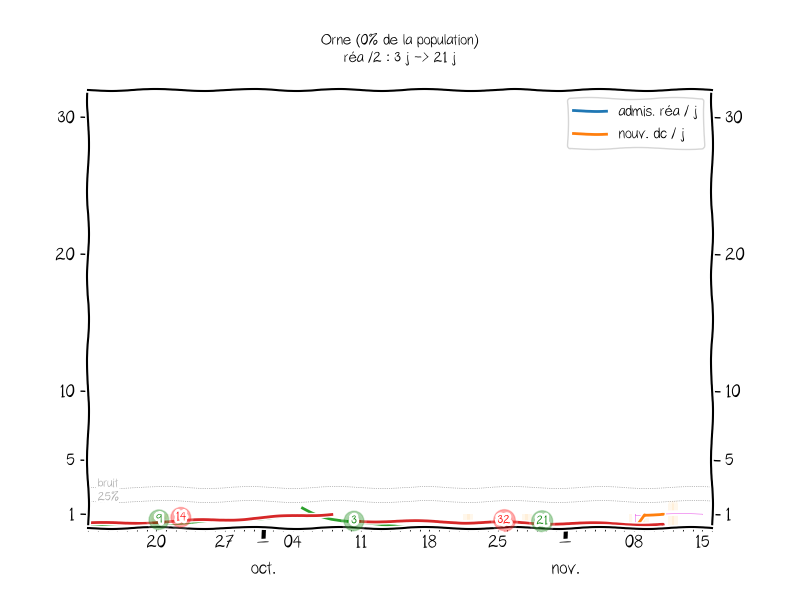 Orne (0% de la population)
réa /2 : 3 j -> 21 j
admis. réa / j
nouv. dc / j
30 30
20 20
10 10
5 5
bruit
25%
1 9 14 3 32 21 1
20 27 04 11 18 25 08 15
oct. nov.